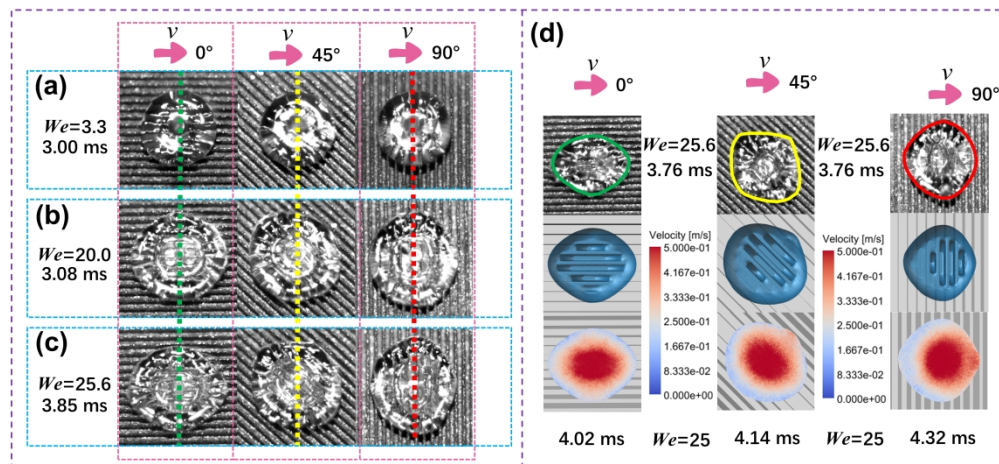 v
0°
v
45°
v
90°
(a)
We=3.3
3.00 ms
(b)
We=20.0
3.08 ms
(c)
We=25.6
3.85 ms
(d)
v
0°
v
45°
v
90°
We=25.6
3.76 ms
We=25.6
3.76 ms
Velocity [m/s]
5.000e-01
4.167e-01
3.333e-01
2.500e-01
1.667e-01
8.333e-02
0.000e+00
Velocity [m/s]
5.000e-01
4.167e-01
3.333e-01
2.500e-01
1.667e-01
8.333e-02
0.000e+00
4.02 ms We=25 4.14 ms We=25 4.32 ms